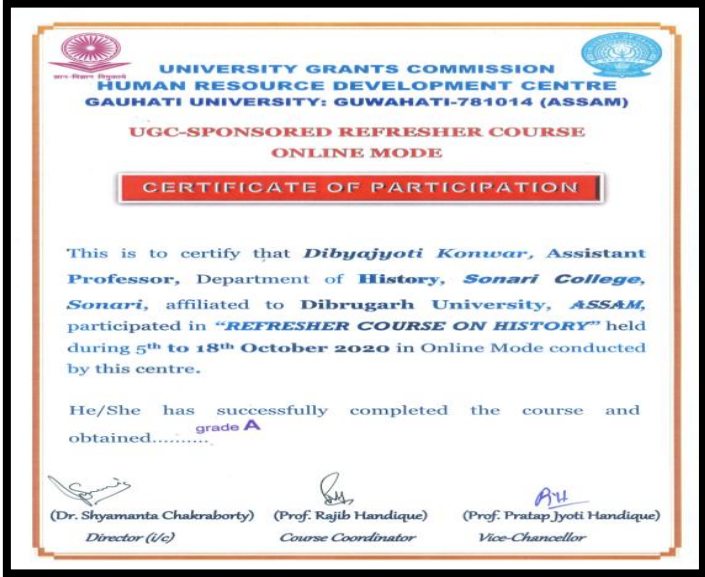 ज्ञान-विज्ञान विमुक्तये
UNIVERSITY GRANTS COMMISSION
HUMAN RESOURCE DEVELOPMENT CENTRE
GAUHATI UNIVERSITY: GUWAHATI-781014 (ASSAM)
UGC-SPONSORED REFRESHER COURSE
ONLINE MODE
CERTIFICATE OF PARTICIPATION
This is to certify that Dibyajyoti Konwar, Assistant
Professor, Department of History, Sonari College,
Sonari, affiliated to Dibrugarh University, ASSAM,
participated in “REFRESHER COURSE ON HISTORY” held
during 5th to 18th October 2020 in Online Mode conducted
by this centre.
He/She has successfully completed the course and
obtained.......... grade A
(Dr. Shyamanta Chakraborty) (Prof. Rajib Handique) (Prof. Pratap Jyoti Handique)
Director (i/c) Course Coordinator Vice-Chancellor